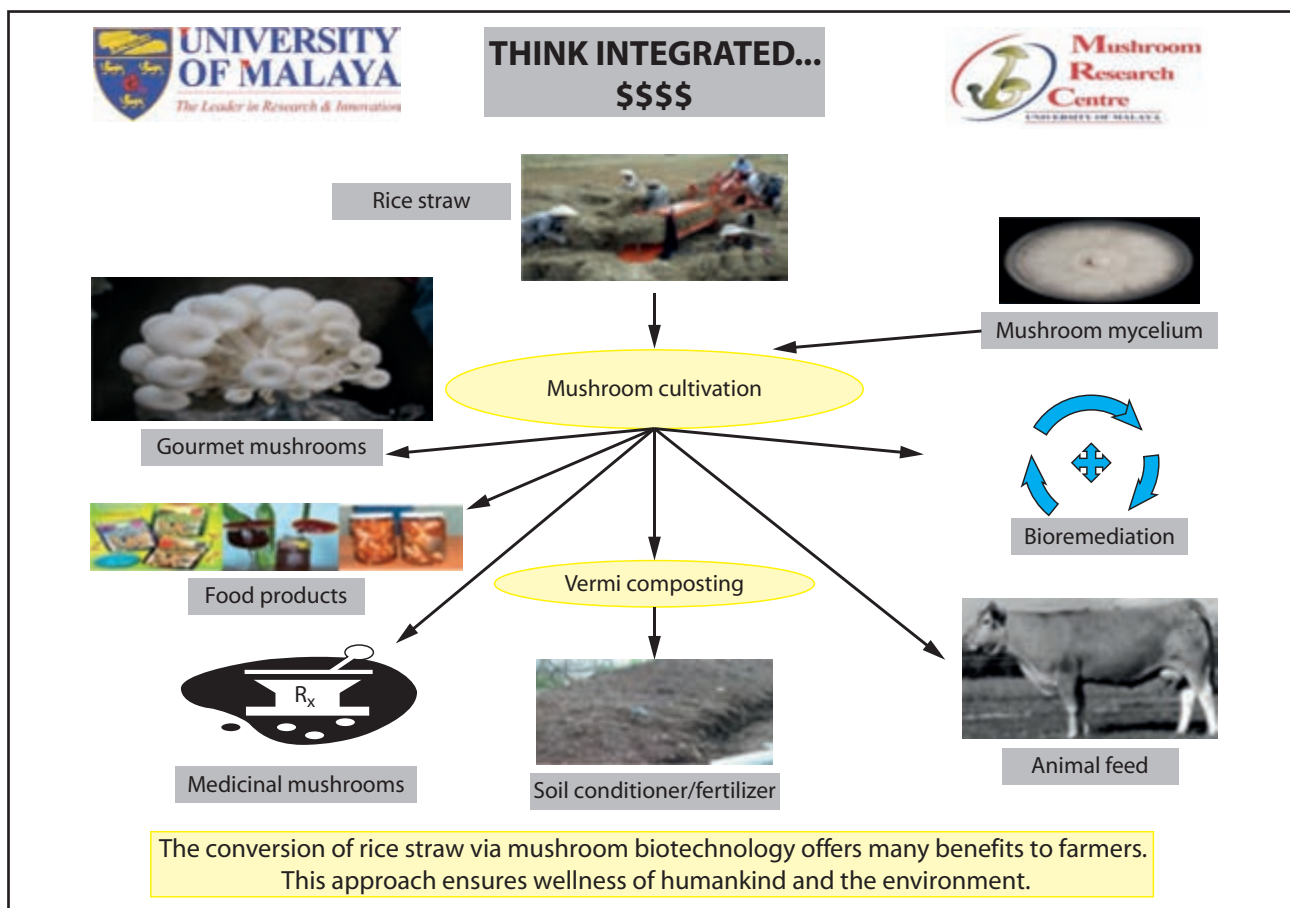 UNIVERSITY
OF MALAYA
The Leader in Research & Innovation
THINK INTEGRATED...
$$$$
Mushroom
Research
Centre
UNIVERSITY OF MALAYA
Rice straw
Mushroom mycelium
Mushroom cultivation
Gourmet mushrooms
Bioremediation
Food products
Vermi composting
Rx
Medicinal mushrooms
Soil conditioner/fertilizer
Animal feed
The conversion of rice straw via mushroom biotechnology offers many benefits to farmers.
This approach ensures wellness of humankind and the environment.